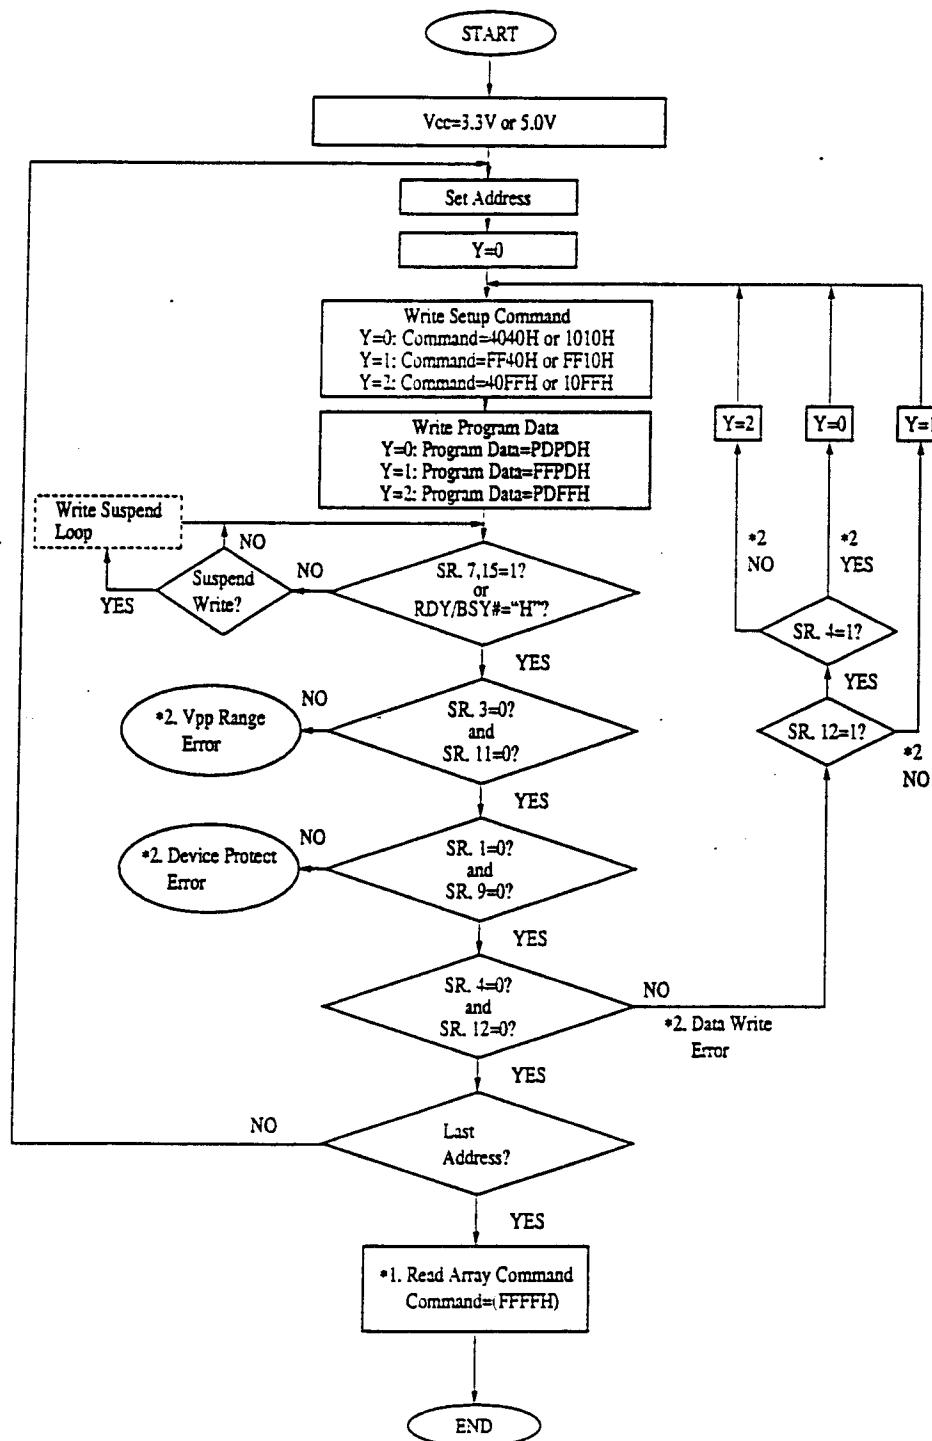 START
Vcc=3.3V or 5.0V
Set Address
Y=0
Write Setup Command
Y=0: Command=4040H or 1010H
Y=1: Command=FF40H or FF10H
Y=2: Command=40FFH or 10FFH
Write Program Data
Y=0: Program Data=PDPDH
Y=1: Program Data=FFPDH
Y=2: Program Data=PDFFH
Y=2
Y=0
Y=1
Write Suspend
Loop
NO
YES
Suspend
Write?
NO
SR. 7,15=1?
or
RDY/BSY#="H"?
YES
*2
NO
*2
YES
SR. 4=1?
YES
SR. 12=1?
*2
NO
*2. Vpp Range
Error
NO
SR. 3=0?
and
SR. 11=0?
YES
*2. Device Protect
Error
NO
SR. 1=0?
and
SR. 9=0?
YES
SR. 4=0?
and
SR. 12=0?
NO
*2. Data Write
Error
YES
NO
Last
Address?
YES
*1. Read Array Command
Command=(FFFFH)
END